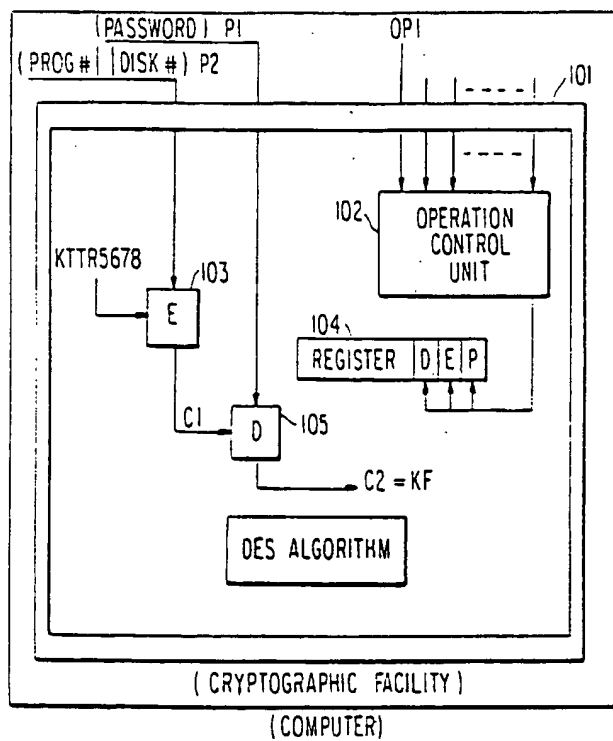 (PASSWORD) P1
OP1
(PROG#||DISK#) P2
101
102
OPERATION
CONTROL
UNIT
KTTR5678
103
E
104
REGISTER D E P
C1
D
105
C2=KF
DES ALGORITHM
(CRYPTOGRAPHIC FACILITY)
(COMPUTER)